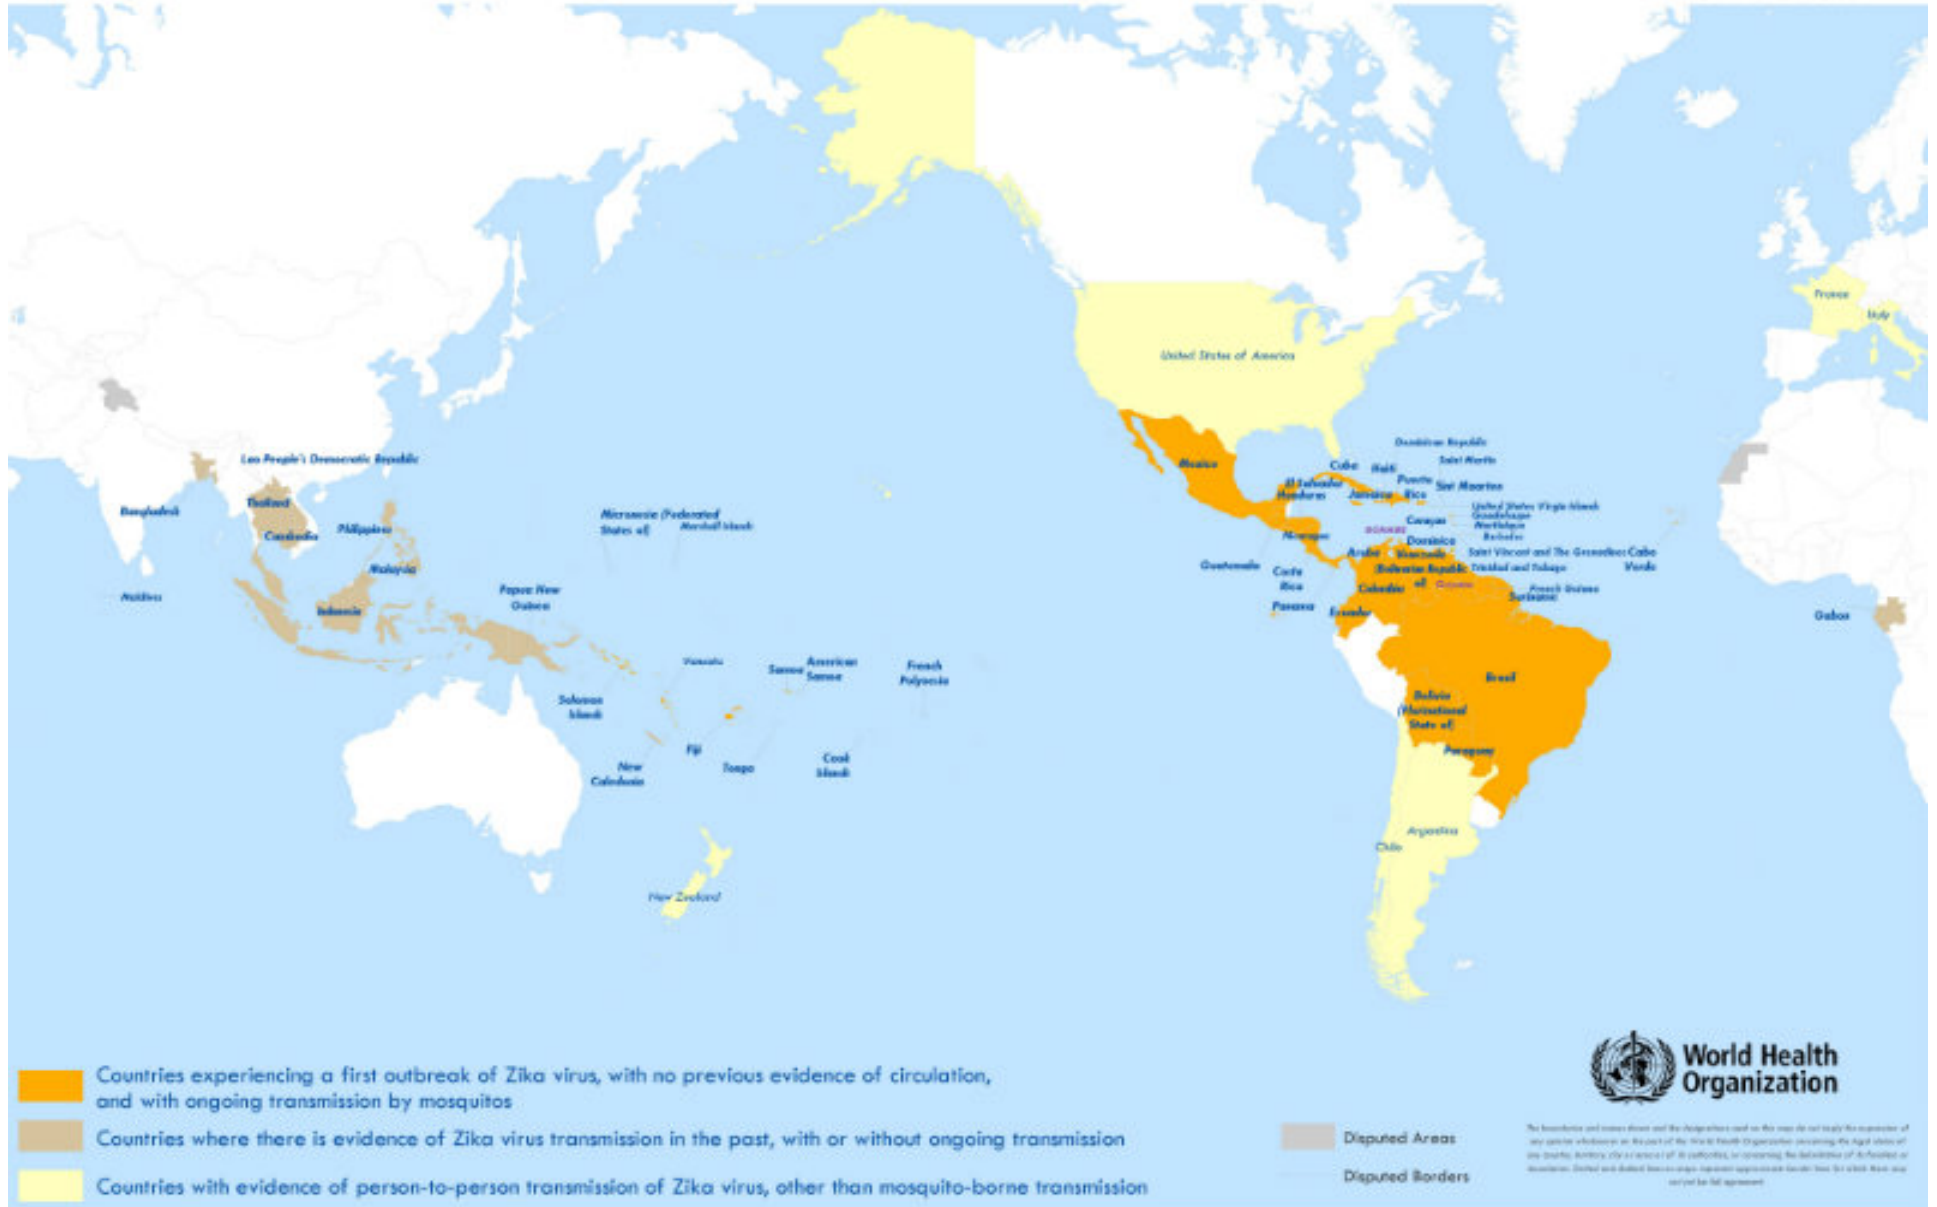 France
Italy
United States of America
Dominican Republic
Lao People's Democratic Republic
Saint Martin
Mexico
Cuba
Haiti
El Salvador
Puerto
Sint Maarten
Honduras
Jamaica
Rico
Thailand
United States Virgin Islands
Bangladesh
Micronesia (Federated
States of)
Marshall Islands
Guadeloupe
Philippines
Curaçao
Martinique
BONAIRE
Barbados
Cambodia
Nicaragua
Dominica
Aruba
Venezuela
Saint Vincent and The Grenadines
Cabo
Verde
Malaysia
Guatemala
Costa
Rica
(Bolivarian Republic
of)
Trinidad and Tobago
Maldives
Papua New
Guinea
Colombia
Guyana
French Guiana
Suriname
Indonesia
Panama
Ecuador
Gabon
Vanuatu
Samoa
American
Samoa
French
Polynesia
Brazil
Solomon
Islands
Bolivia
(Plurinational
State of)
Fiji
Paraguay
New
Caledonia
Tonga
Cook
Islands
Argentina
Chile
New Zealand
World Health
Organization
Countries experiencing a first outbreak of Zika virus, with no previous evidence of circulation,
and with ongoing transmission by mosquitos
Countries where there is evidence of Zika virus transmission in the past, with or without ongoing transmission
Countries with evidence of person-to-person transmission of Zika virus, other than mosquito-borne transmission
Disputed Areas
Disputed Borders